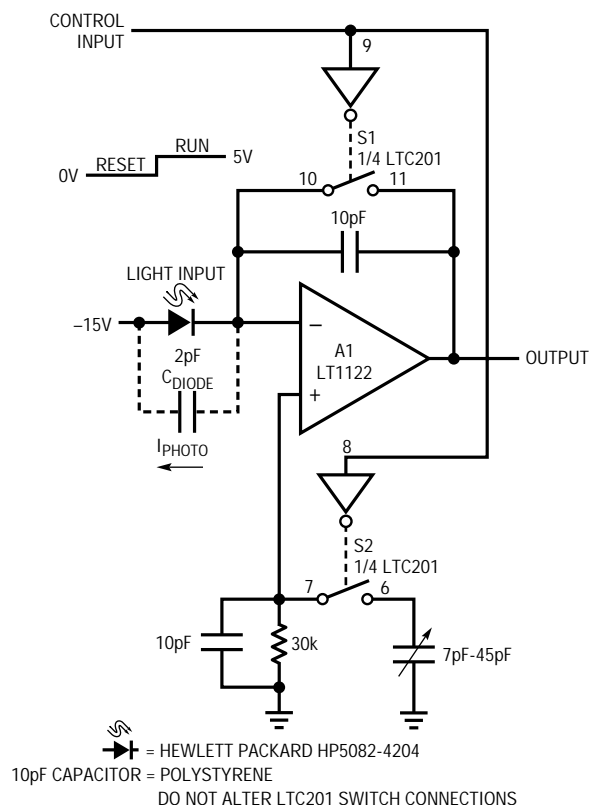 CONTROL
INPUT
9
S1
1/4 LTC201
RUN
RESET
5V
0V
10
11
10pF
LIGHT INPUT
–15V
–
A1
LT1122
+
OUTPUT
2pF
CDIODE
IPHOTO
8
S2
1/4 LTC201
7
6
10pF
30k
7pF-45pF
= HEWLETT PACKARD HP5082-4204
10pF CAPACITOR = POLYSTYRENE
DO NOT ALTER LTC201 SWITCH CONNECTIONS